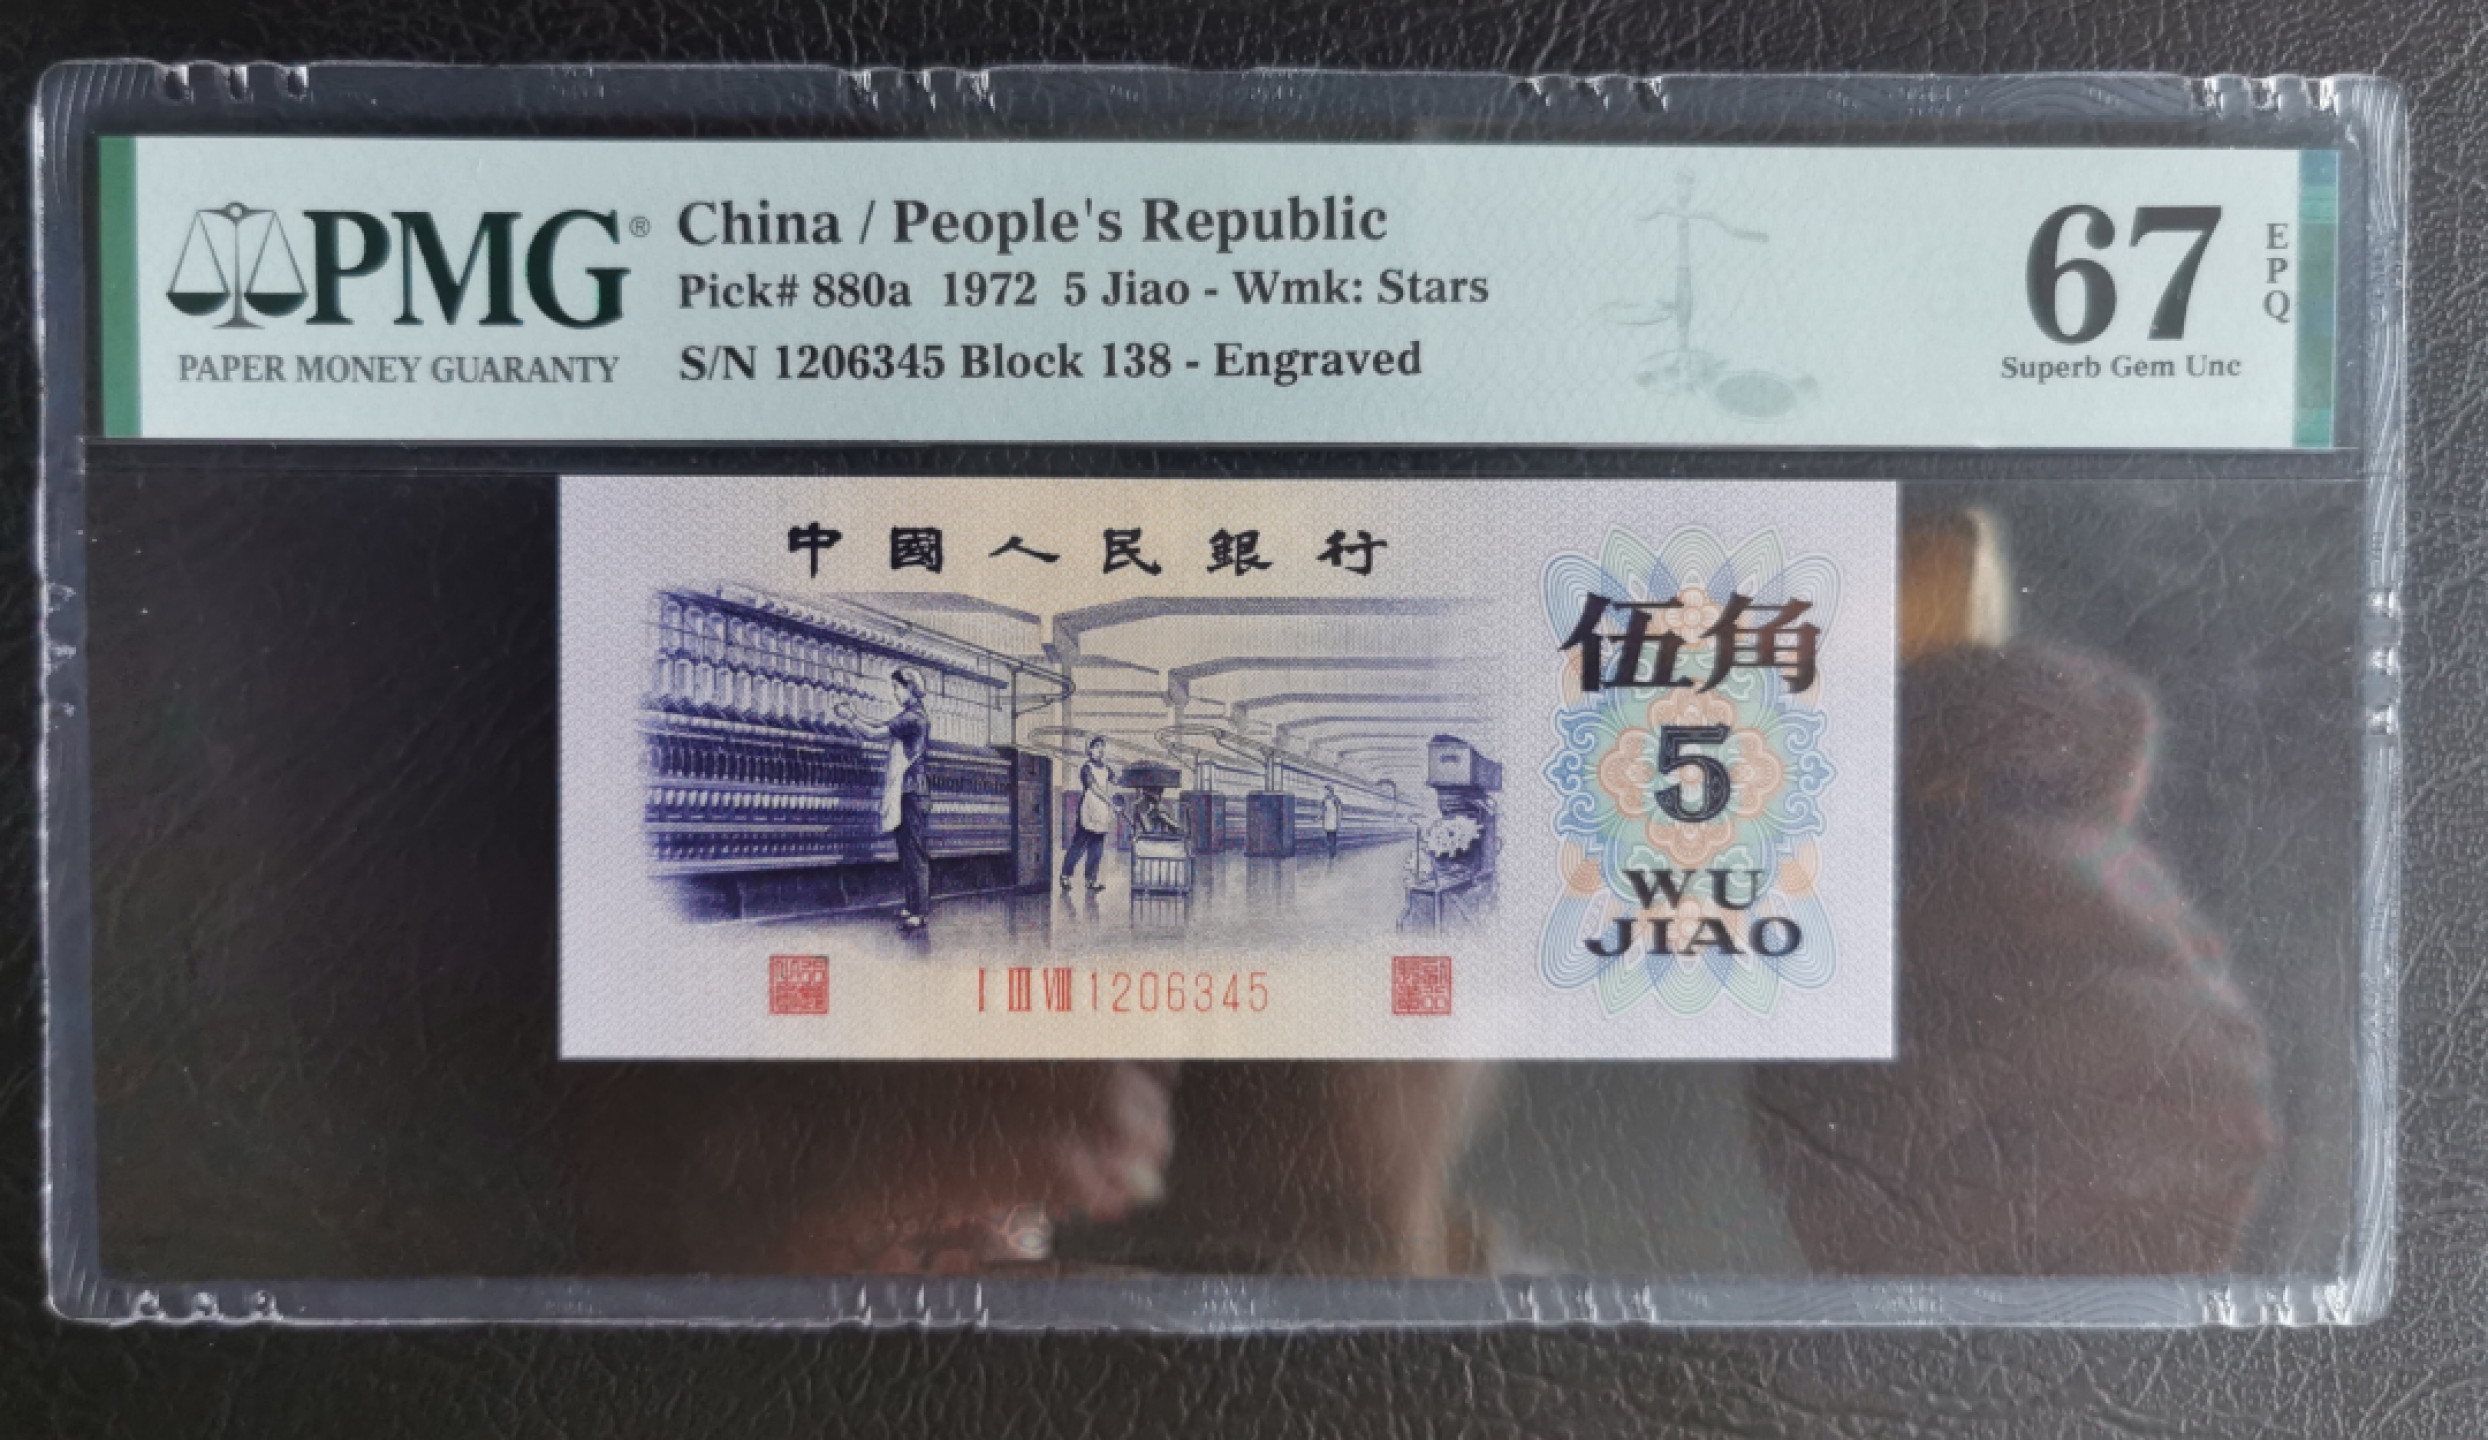 PMG®
PAPER MONEY GUARANTY
China / People's Republic
Pick# 880a 1972 5 Jiao - Wmk: Stars
S/N 1206345 Block 138 - Engraved
67
EPQ
Superb Gem Unc
中國人民銀行
伍角
5
WU
JIAO
I III VIII 1206345